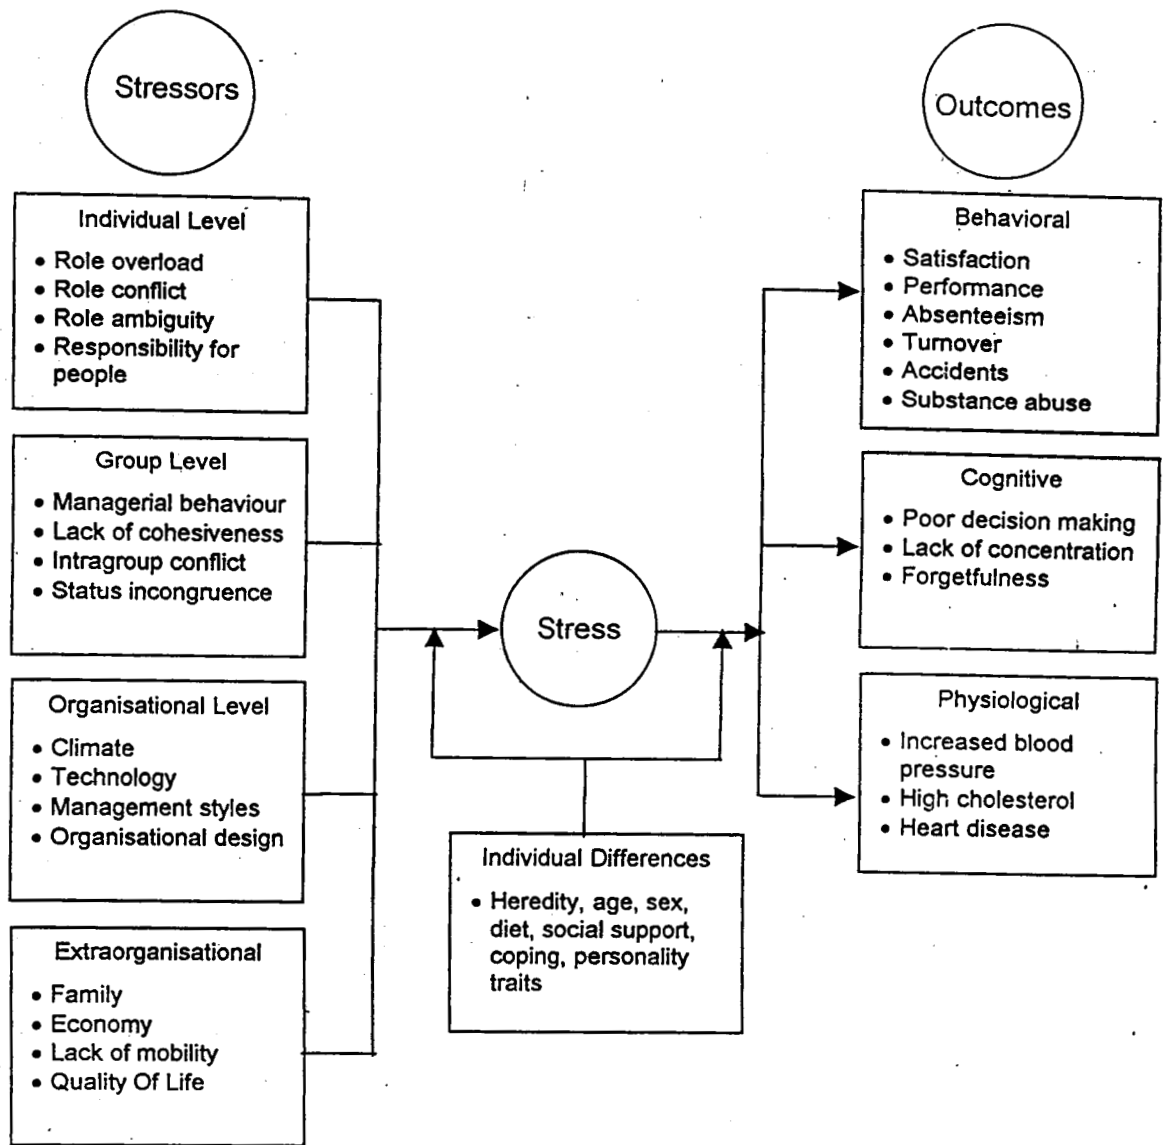 Stressors
Individual Level
• Role overload
• Role conflict
• Role ambiguity
• Responsibility for
people
Group Level
• Managerial behaviour
• Lack of cohesiveness
• Intragroup conflict
• Status incongruence
Organisational Level
• Climate
• Technology
• Management styles
• Organisational design
Extraorganisational
• Family
• Economy
• Lack of mobility
• Quality Of Life
Stress
Individual Differences
• Heredity, age, sex,
diet, social support,
coping, personality
traits
Outcomes
Behavioral
• Satisfaction
• Performance
• Absenteeism
• Turnover
• Accidents
• Substance abuse
Cognitive
• Poor decision making
• Lack of concentration
• Forgetfulness
Physiological
• Increased blood
pressure
• High cholesterol
• Heart disease